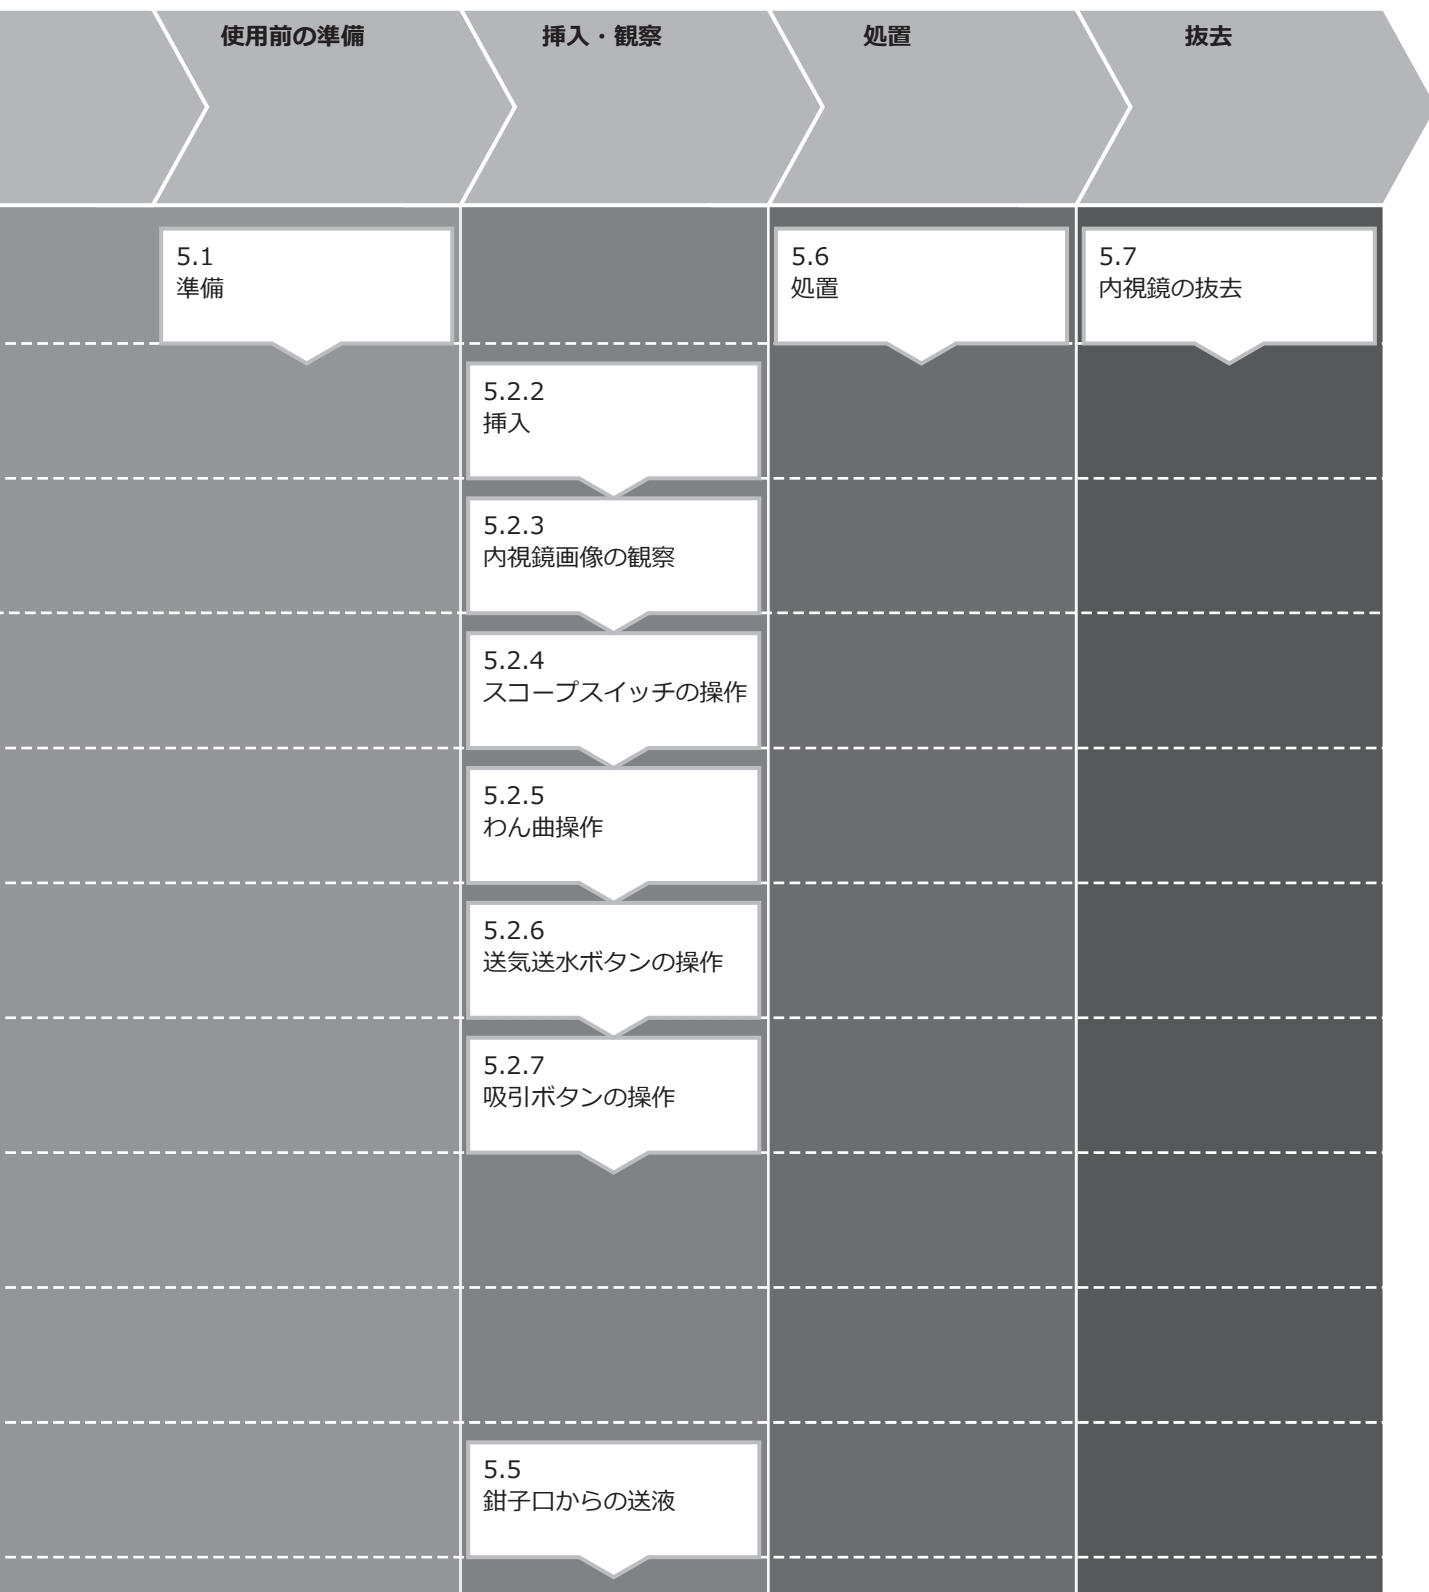 使用前の準備
挿入・観察
処置
抜去
5.1
準備
5.6
処置
5.7
内視鏡の抜去
5.2.2
挿入
5.2.3
内視鏡画像の観察
5.2.4
スコープスイッチの操作
5.2.5
わん曲操作
5.2.6
送気送水ボタンの操作
5.2.7
吸引ボタンの操作
5.5
鉗子口からの送液